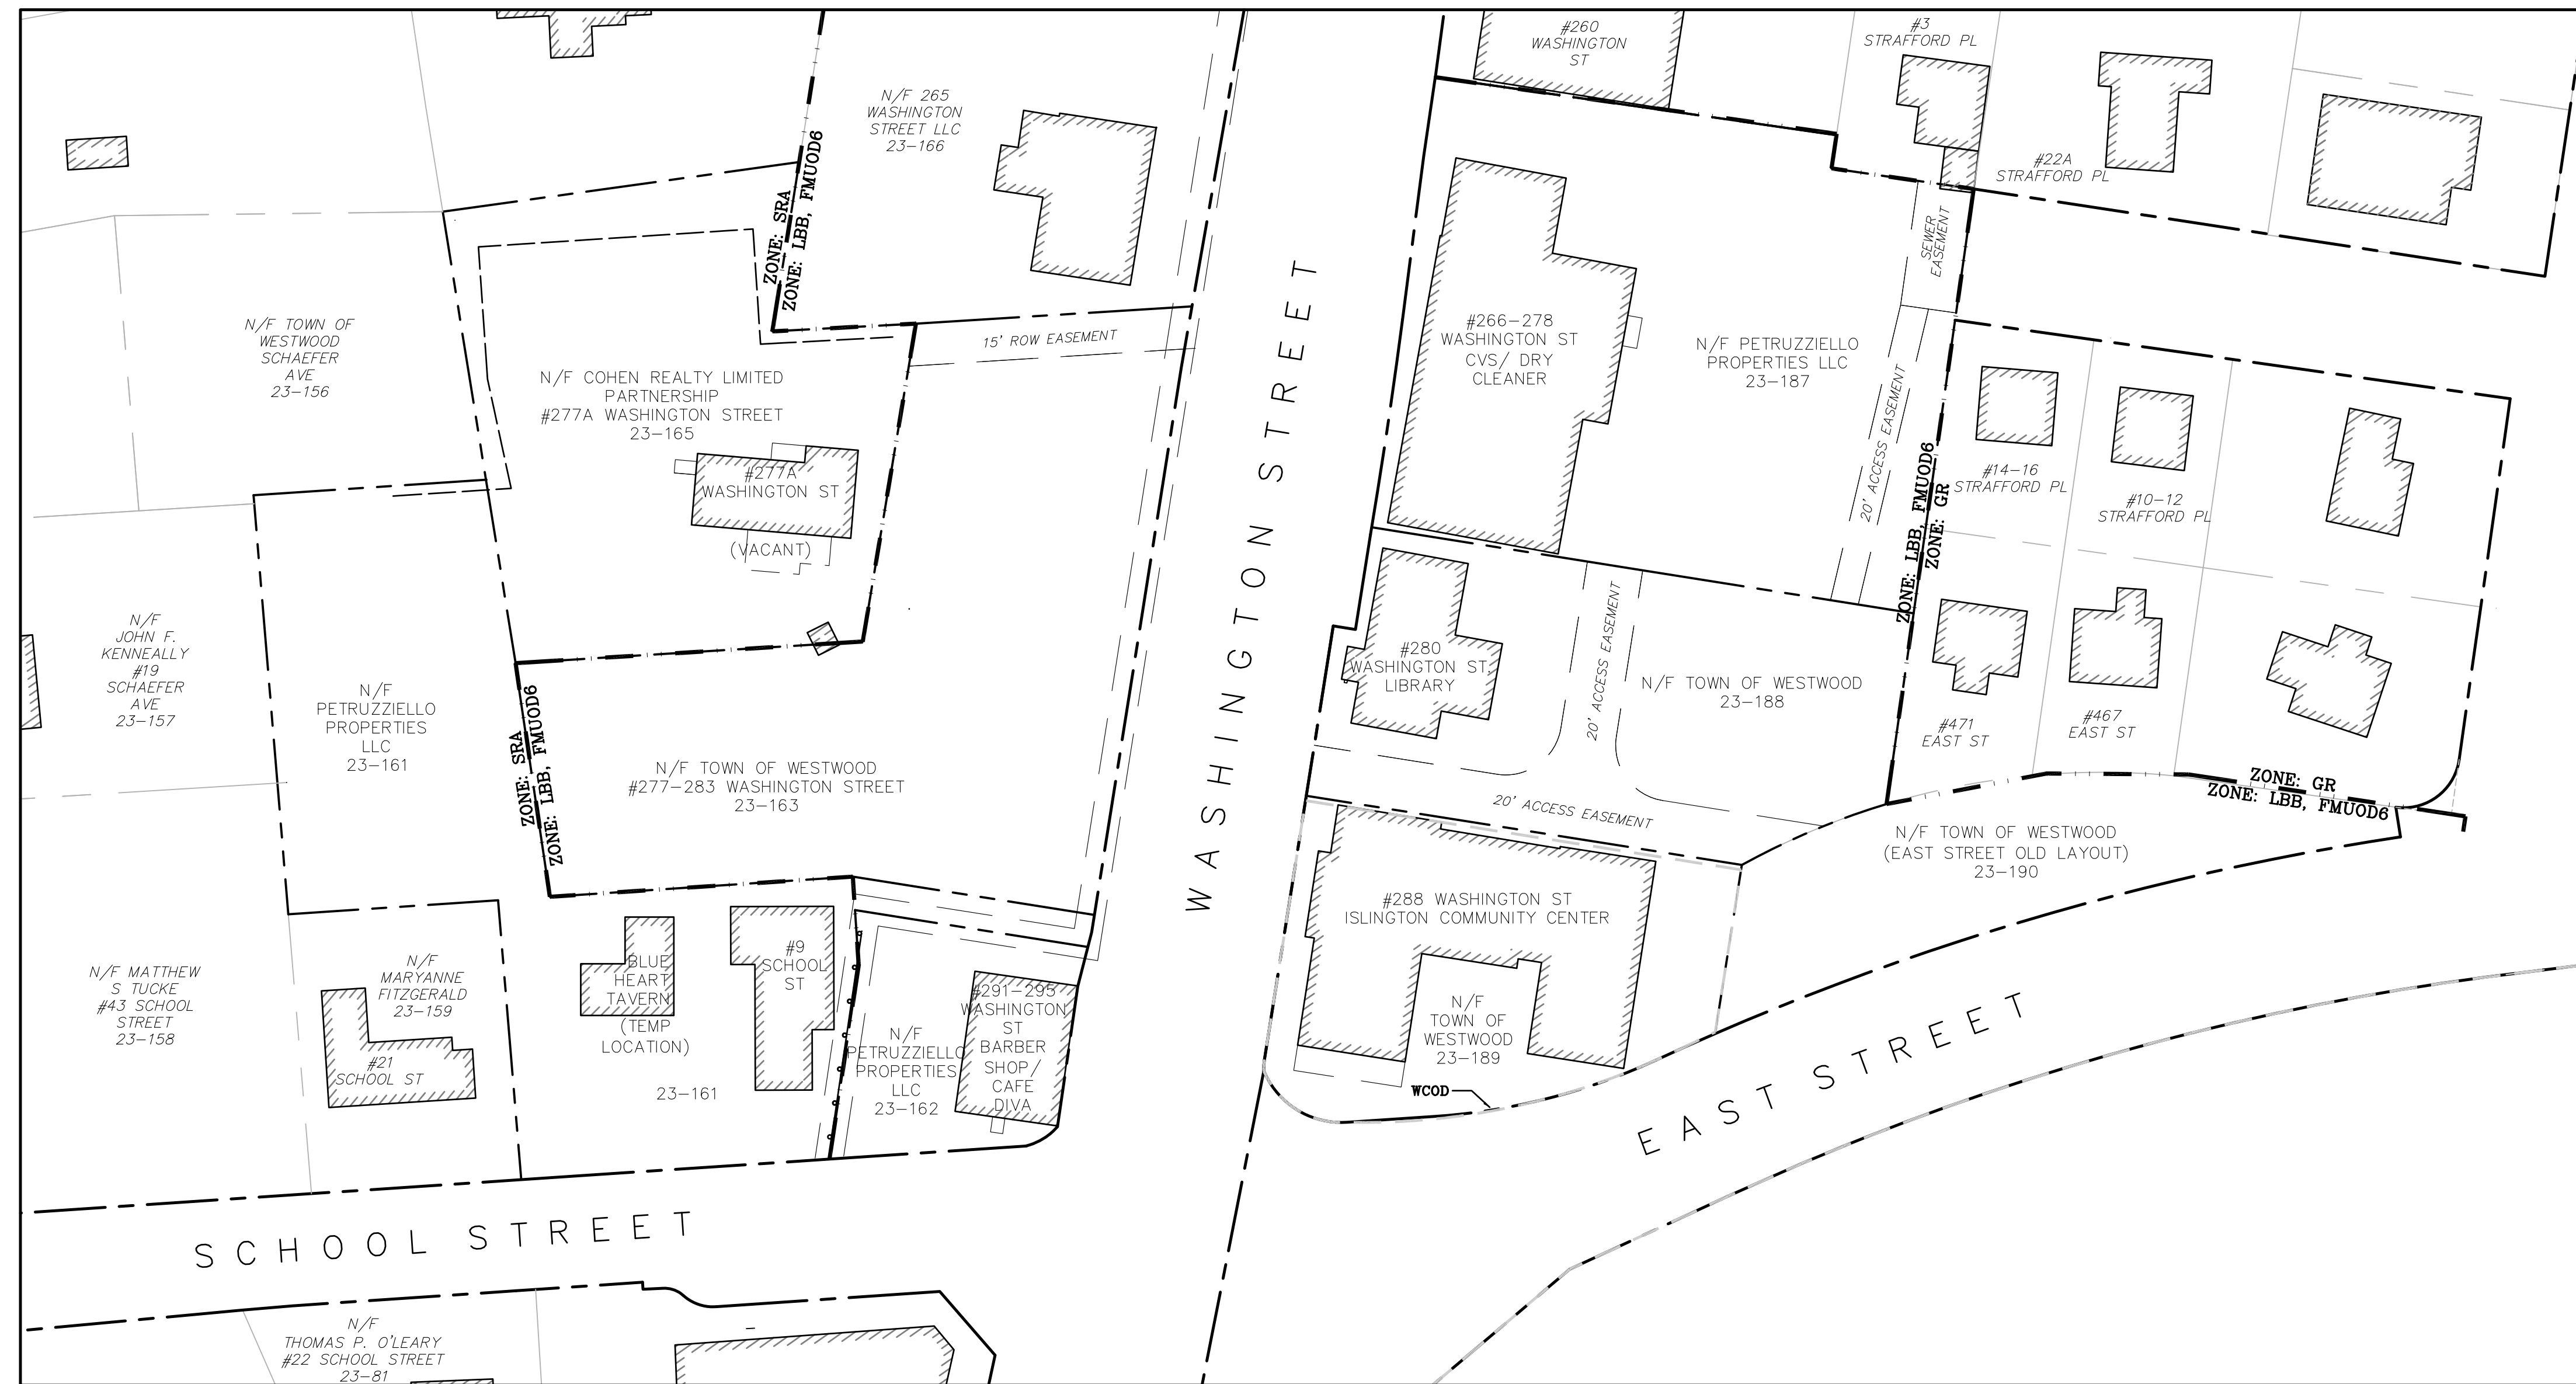 #260
WASHINGTON
ST
#3
STRAFFORD PL
N/F 265
WASHINGTON
STREET LLC
23-166
#22A
STRAFFORD PL
ZONE: SRA
ZONE: LBB, FMUOD6
SEWER
EASEMENT
N/F TOWN OF
WESTWOOD
SCHAEFER
AVE
23-156
15' ROW EASEMENT
N/F COHEN REALTY LIMITED
PARTNERSHIP
#277A WASHINGTON STREET
23-165
#277A
WASHINGTON ST
(VACANT)
WASHINGTON STREET
#266-278
WASHINGTON ST
CVS/ DRY
CLEANER
N/F PETRUZZIELLO
PROPERTIES LLC
23-187
20' ACCESS EASEMENT
ZONE: LBB, FMUOD6
ZONE: GR
#14-16
STRAFFORD PL
#10-12
STRAFFORD PL
N/F
JOHN F.
KENNEALLY
#19
SCHAEFER
AVE
23-157
N/F
PETRUZZIELLO
PROPERTIES
LLC
23-161
ZONE: SRA
ZONE: LBB, FMUOD6
N/F TOWN OF WESTWOOD
#277-283 WASHINGTON STREET
23-163
#280
WASHINGTON ST,
LIBRARY
20' ACCESS EASEMENT
N/F TOWN OF WESTWOOD
23-188
#471
EAST ST
#467
EAST ST
ZONE: GR
ZONE: LBB, FMUOD6
20' ACCESS EASEMENT
N/F TOWN OF WESTWOOD
(EAST STREET OLD LAYOUT)
23-190
#288 WASHINGTON ST
ISLINGTON COMMUNITY CENTER
N/F
TOWN OF
WESTWOOD
23-189
WCOD
EAST STREET
N/F MATTHEW
S TUCKE
#43 SCHOOL
STREET
23-158
N/F
MARYANNE
FITZGERALD
23-159
#21
SCHOOL ST
BLUE
HEART
TAVERN
(TEMP
LOCATION)
23-161
#9
SCHOOL
ST
N/F
PETRUZZIELLO
PROPERTIES
LLC
23-162
#291-295
WASHINGTON
ST
BARBER
SHOP/
CAFE
DIVA
SCHOOL STREET
N/F
THOMAS P. O'LEARY
#22 SCHOOL STREET
23-81